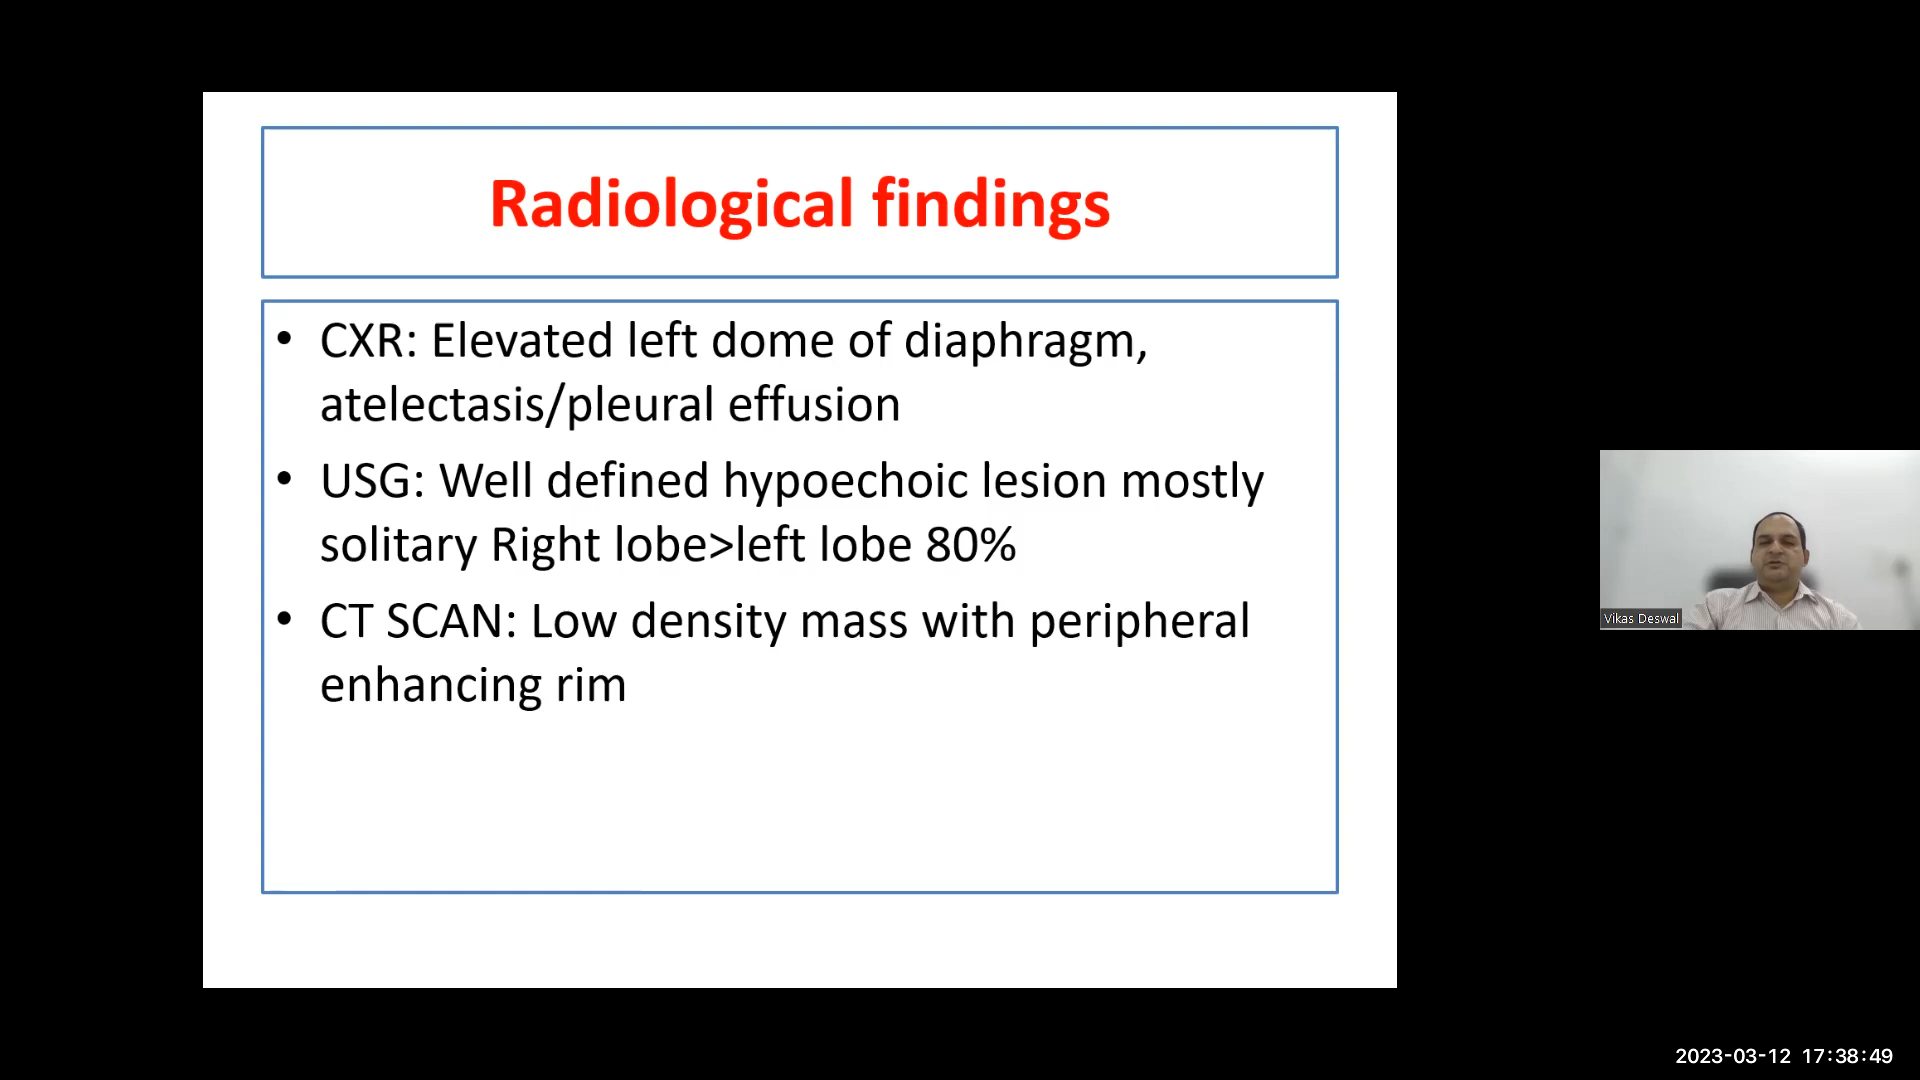 Radiological findings
• CXR: Elevated left dome of diaphragm,
atelectasis/pleural effusion
• USG: Well defined hypoechoic lesion mostly
solitary Right lobe>left lobe 80%
• CT SCAN: Low density mass with peripheral
enhancing rim
Vikas Deswal
2023-03-12 17:38:49